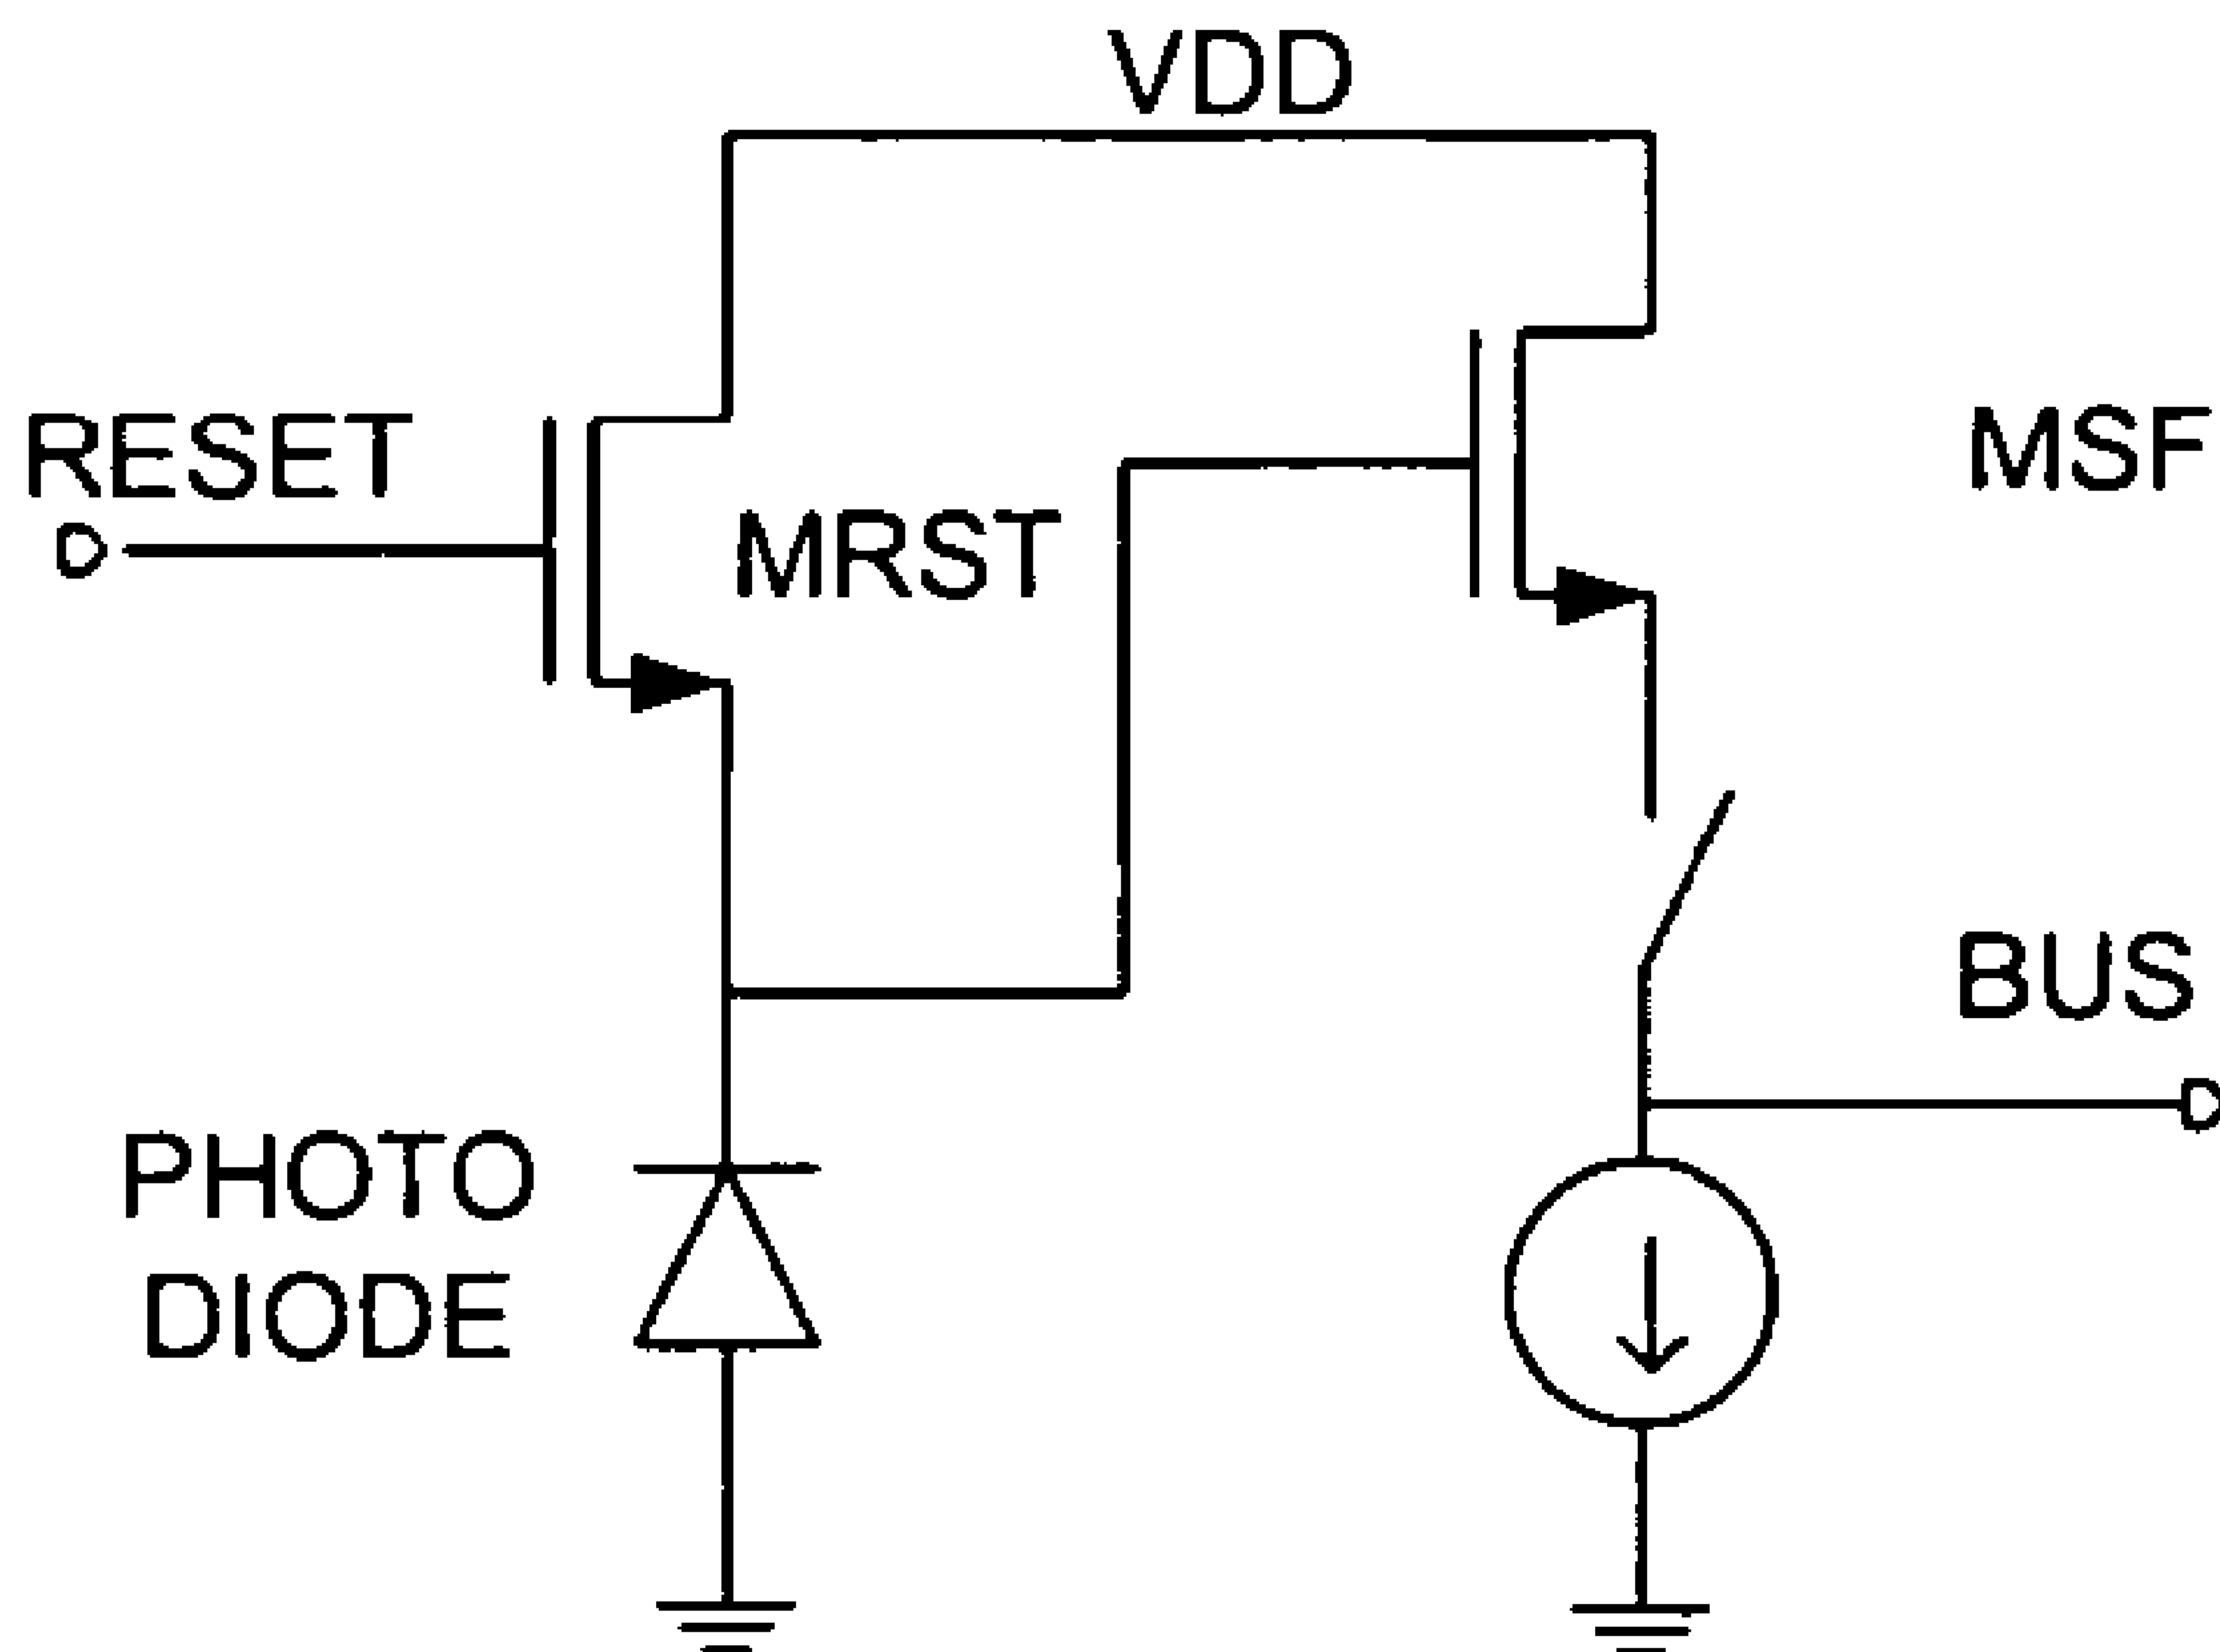 VDD
RESET
MSF
MRST
BUS
PHOTO
DIODE